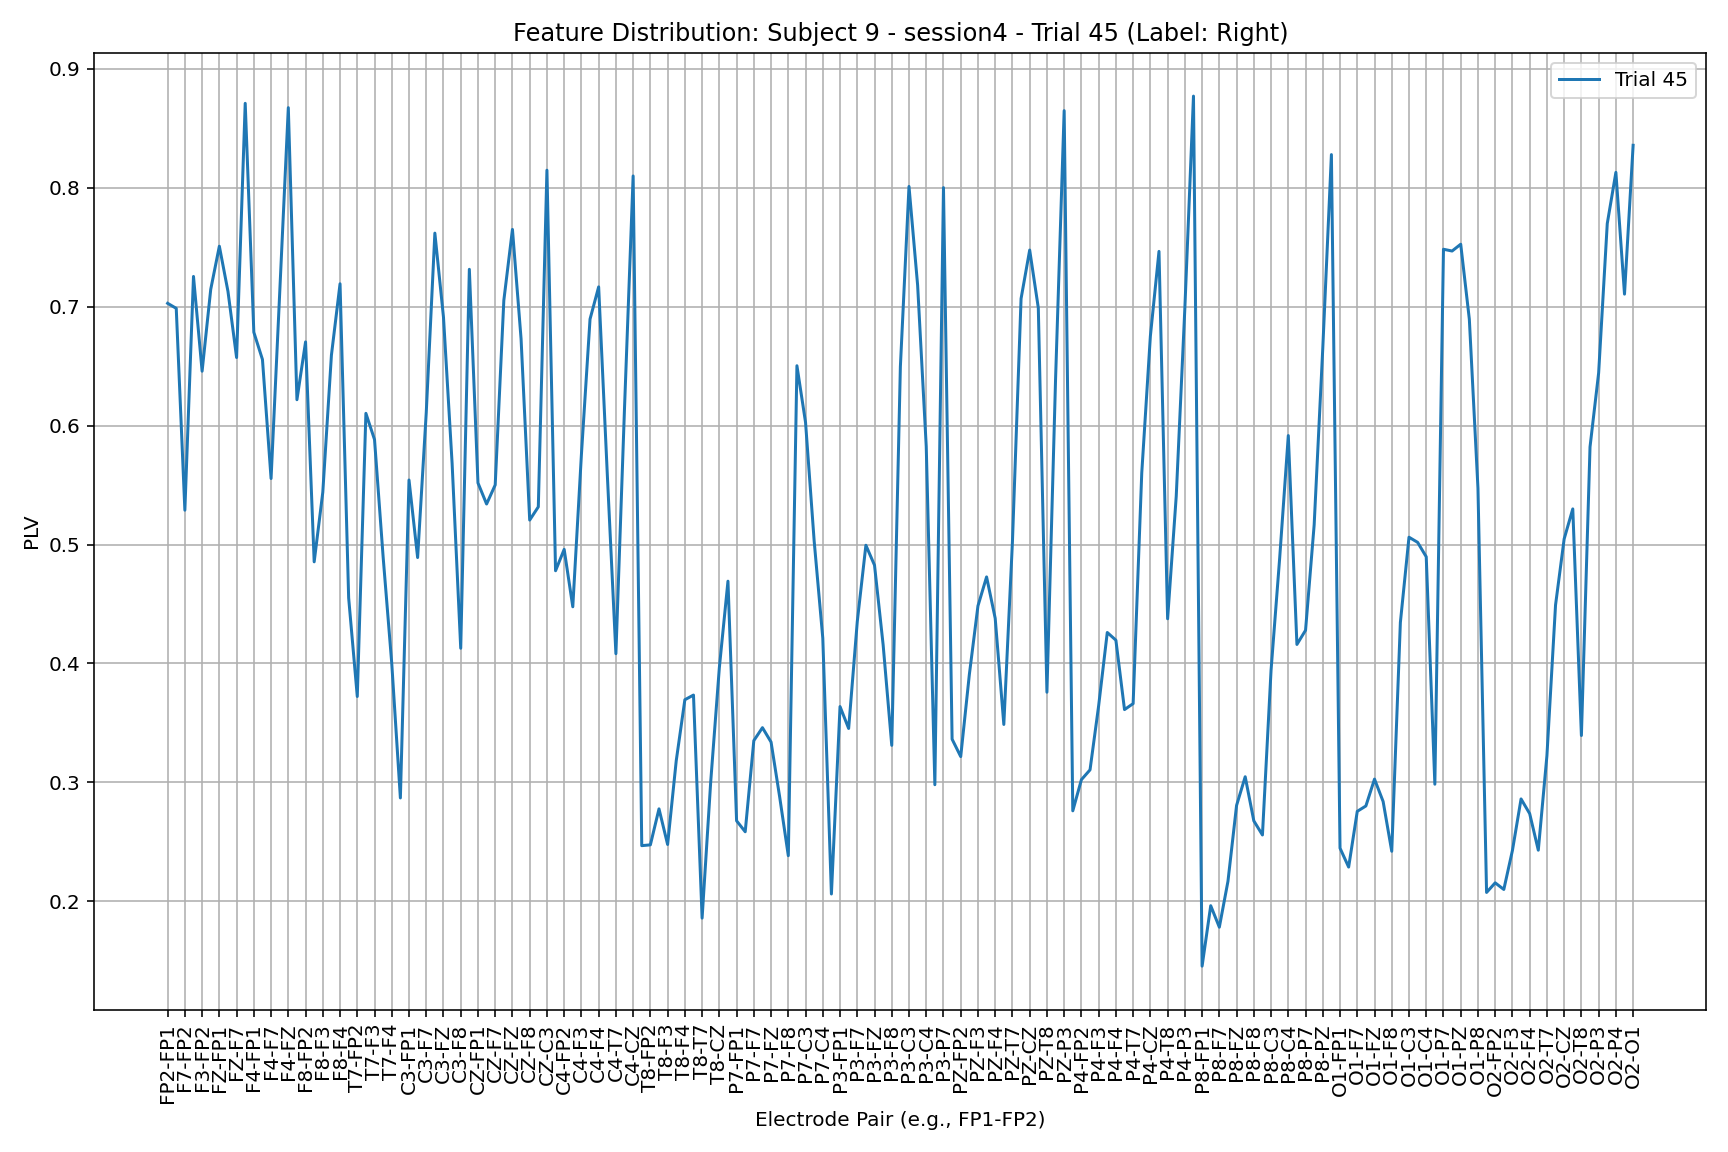 Feature Distribution: Subject 9 - session4 - Trial 45 (Label: Right)
Trial 45
0.9
0.8
0.7
0.6
0.5
0.4
0.3
0.2
PLV
FP2-FP1
F7-FP2
F3-FP2
FZ-FP1
FZ-F7
F4-FP1
F4-F7
F4-FZ
F8-FP2
F8-F3
F8-F4
T7-FP2
T7-F3
T7-F4
C3-FP1
C3-F7
C3-FZ
C3-F8
CZ-FP1
CZ-F7
CZ-FZ
CZ-F8
CZ-C3
C4-FP2
C4-F3
C4-F4
C4-T7
C4-CZ
T8-FP2
T8-F3
T8-F4
T8-T7
T8-CZ
P7-FP1
P7-F7
P7-FZ
P7-F8
P7-C3
P7-C4
P3-FP1
P3-F7
P3-FZ
P3-F8
P3-C3
P3-C4
P3-P7
PZ-FP2
PZ-F3
PZ-F4
PZ-T7
PZ-CZ
PZ-T8
PZ-P3
P4-FP2
P4-F3
P4-F4
P4-T7
P4-CZ
P4-T8
P4-P3
P8-FP1
P8-F7
P8-FZ
P8-F8
P8-C3
P8-C4
P8-P7
P8-PZ
O1-FP1
O1-F7
O1-FZ
O1-F8
O1-C3
O1-C4
O1-P7
O1-PZ
O1-P8
O2-FP2
O2-F3
O2-F4
O2-T7
O2-CZ
O2-T8
O2-P3
O2-P4
O2-O1
Electrode Pair (e.g., FP1-FP2)